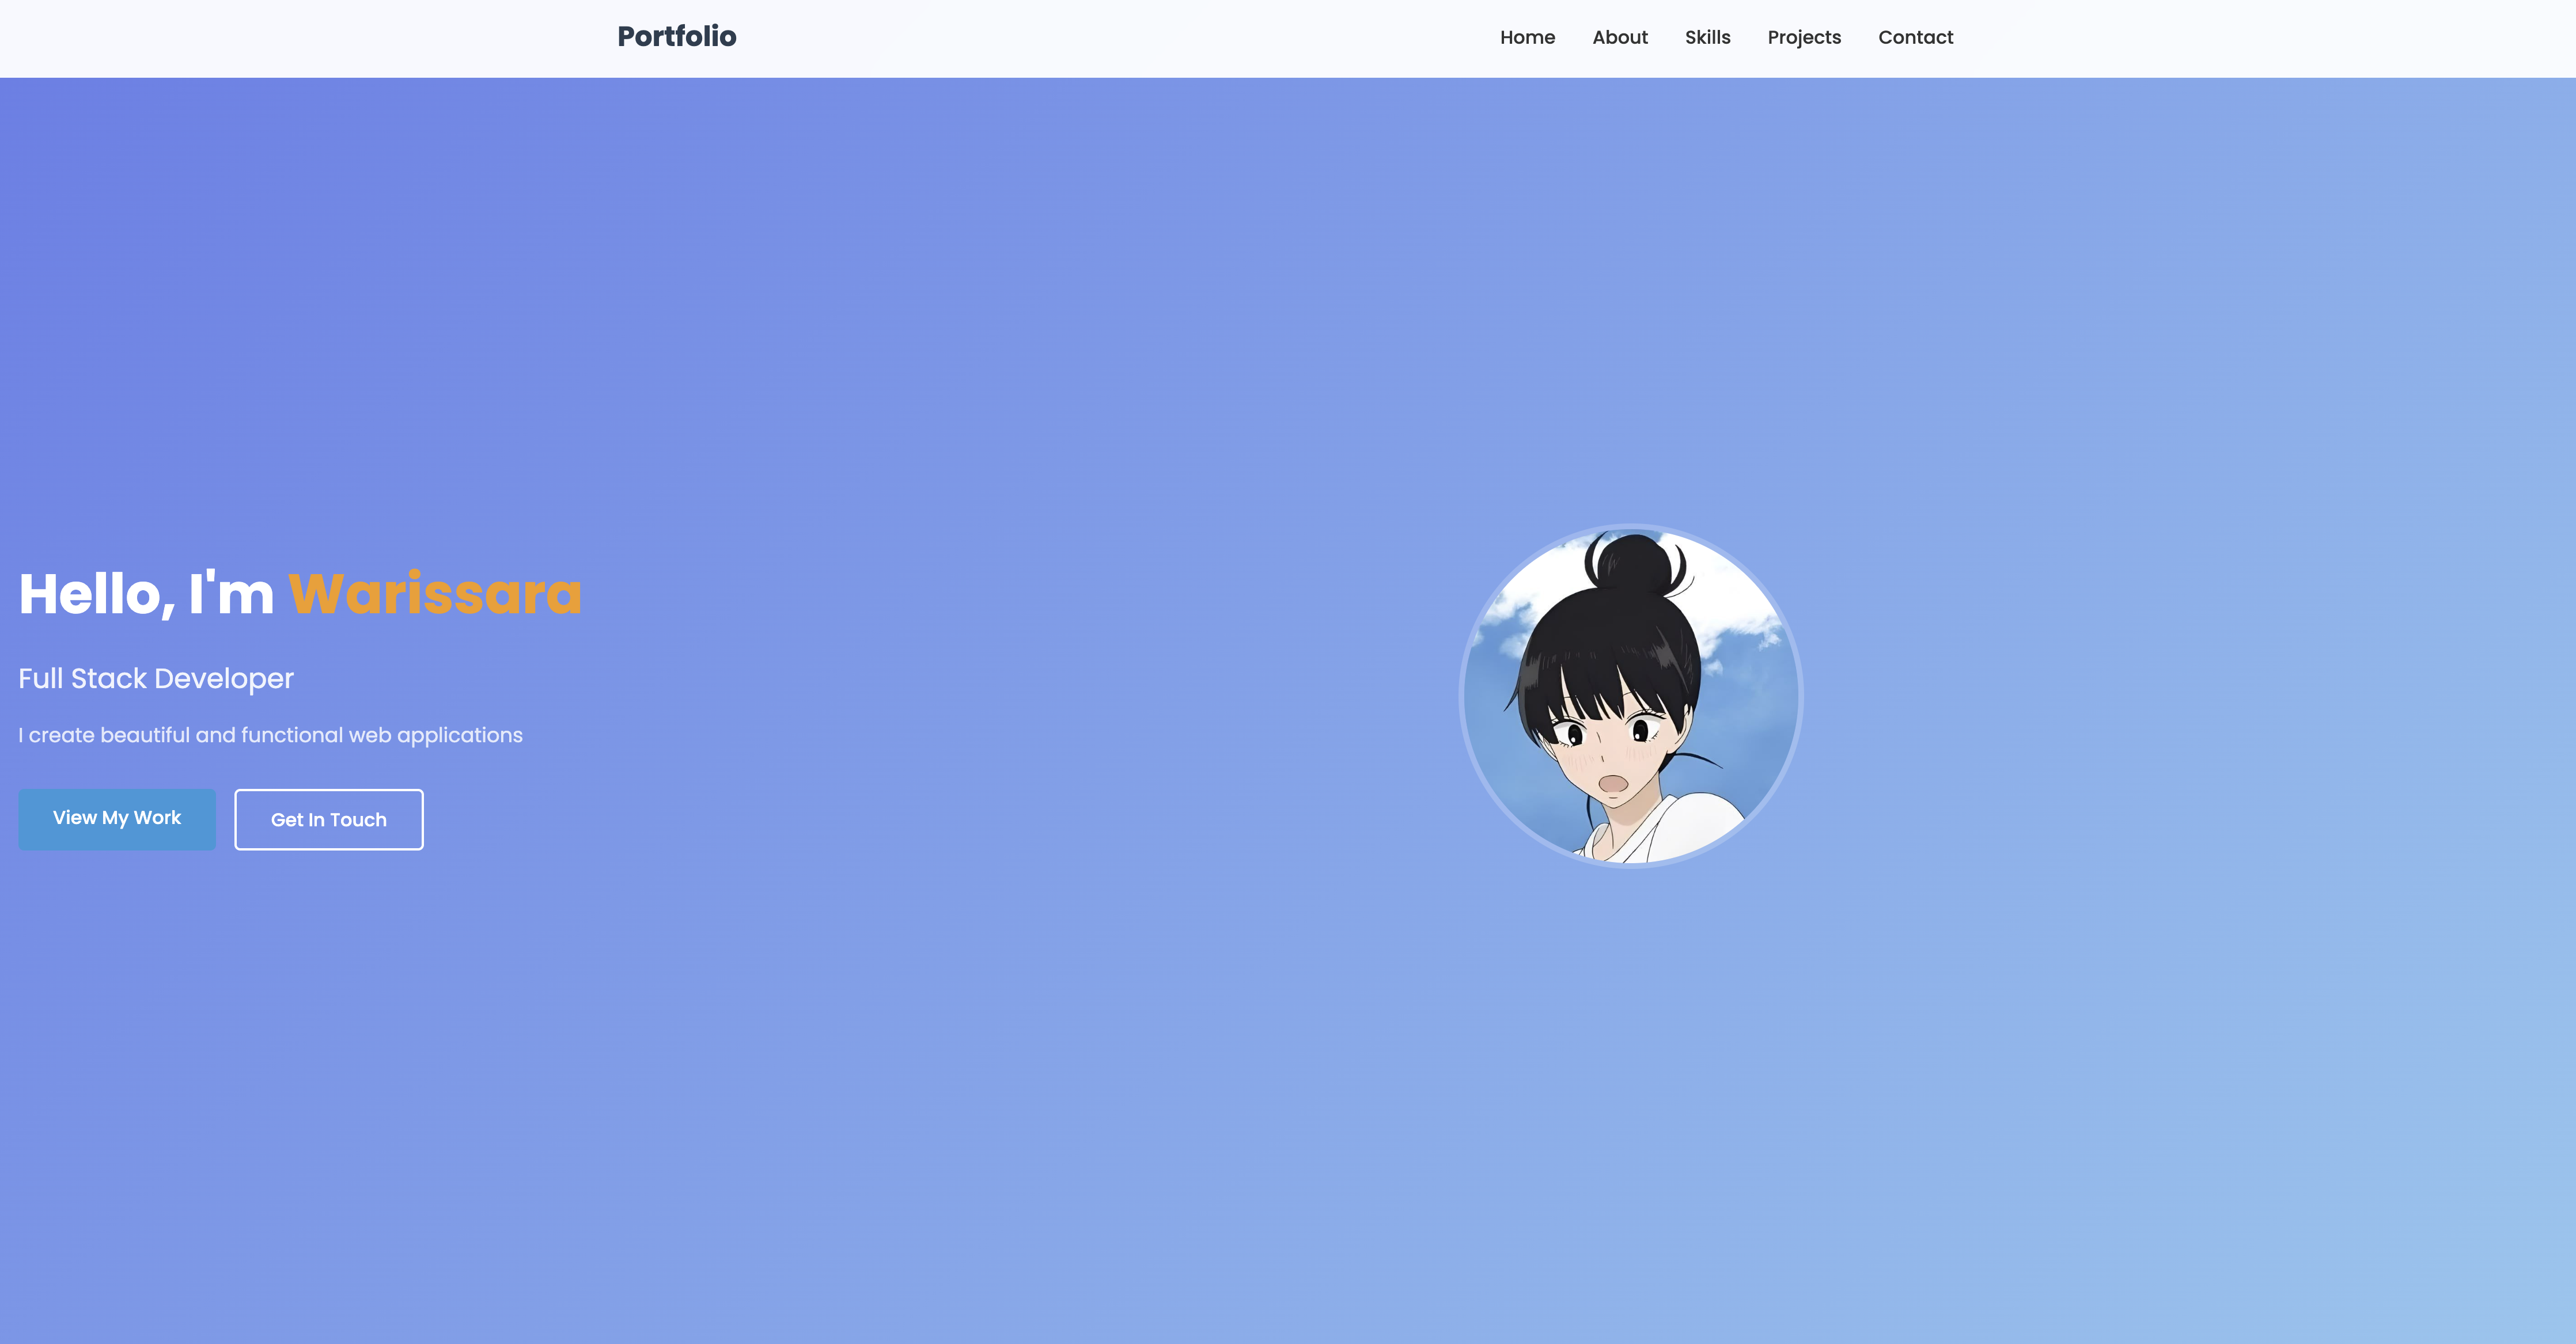 Portfolio
Home About Skills Projects Contact
Hello, I'm Warissara
Full Stack Developer
I create beautiful and functional web applications
View My Work Get In Touch